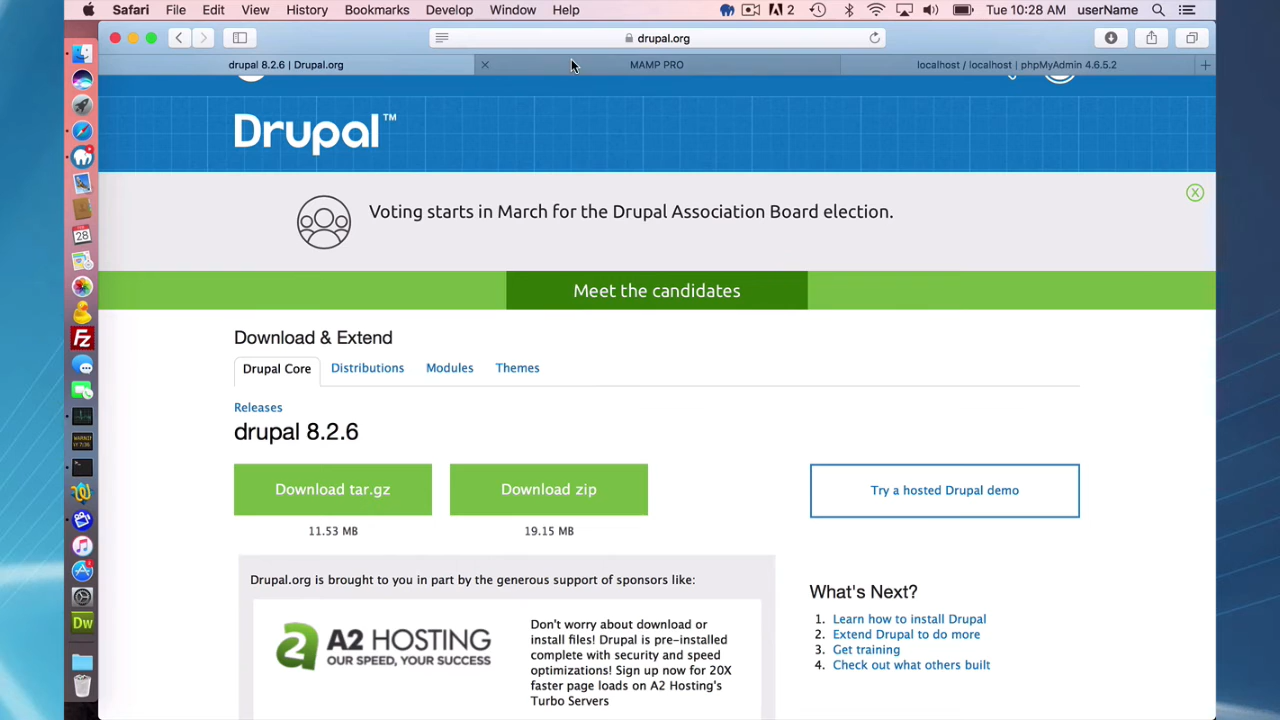 Safari File Edit View History Bookmarks Develop Window Help 2 Tue 10:28 AM userName
drupal.org
drupal 8.2.6 | Drupal.org MAMP PRO localhost / localhost | phpMyAdmin 4.6.5.2
Drupal™
Voting starts in March for the Drupal Association Board election.
X
Meet the candidates
Download & Extend
Drupal Core Distributions Modules Themes
Releases
drupal 8.2.6
Download tar.gz Download zip Try a hosted Drupal demo
11.53 MB 19.15 MB
Drupal.org is brought to you in part by the generous support of sponsors like:
A2 HOSTING
OUR SPEED, YOUR SUCCESS
Don't worry about download or
install files! Drupal is pre-installed
complete with security and speed
optimizations! Sign up now for 20X
faster page loads on A2 Hosting's
Turbo Servers
What's Next?
1. Learn how to install Drupal
2. Extend Drupal to do more
3. Get training
4. Check out what others built
28
Fz
Dw